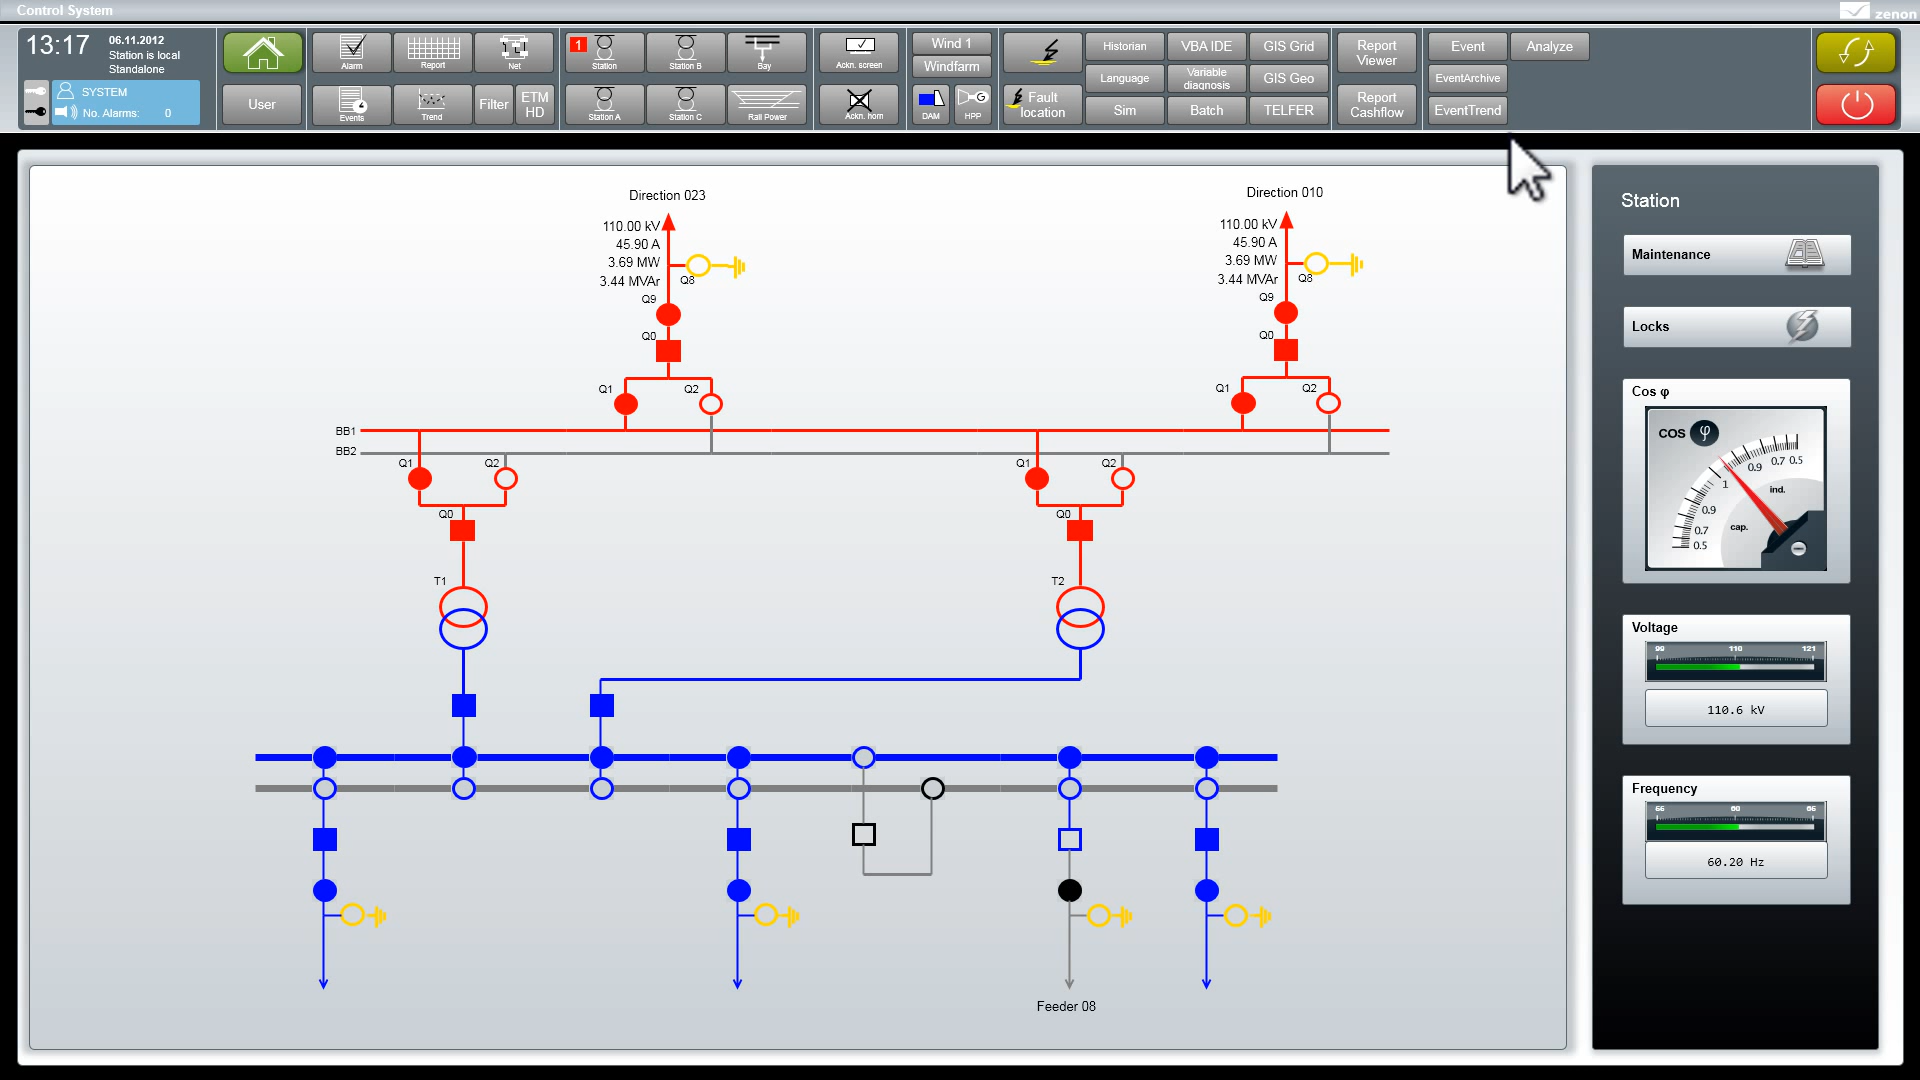 Control System
zenon
13:17
06.11.2012
Station is local
Standalone
SYSTEM
No. Alarms: 0
User
Alarm
Report
Net
Events
Trend
Filter
ETM HD
1
Station
Station B
Bay
Station A
Station C
Rail Power
Ackn. screen
Ackn. horn
Wind 1
Windfarm
DAM
HPP
G
Fault location
Historian
VBA IDE
GIS Grid
Language
Variable diagnosis
GIS Geo
Sim
Batch
TELFER
Report Viewer
Report Cashflow
Event
Analyze
EventArchive
EventTrend
Direction 023
110.00 kV
45.90 A
3.69 MW
3.44 MVAr
Q8
Q9
Q0
Q1
Q2
Direction 010
110.00 kV
45.90 A
3.69 MW
3.44 MVAr
Q8
Q9
Q0
Q1
Q2
BB1
BB2
Q1
Q2
Q0
T1
Q1
Q2
Q0
T2
Feeder 08
Station
Maintenance
Locks
Cos φ
COS φ
0.9 0.7 0.5
1
ind.
0.9
cap.
0.7
0.5
Voltage
99 110 121
110.6 kV
Frequency
55 60 65
60.20 Hz